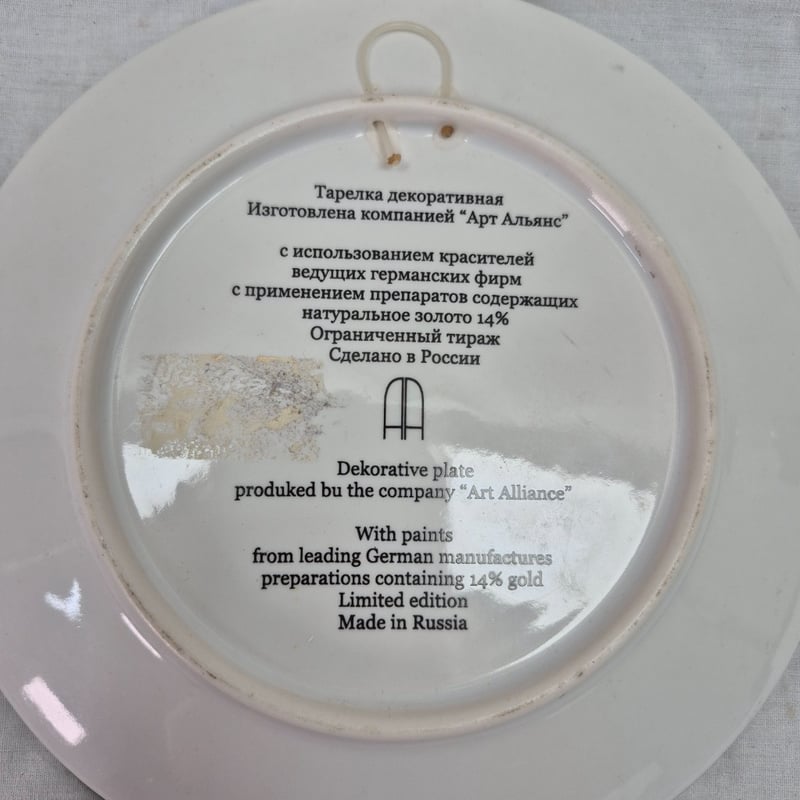 Тарелка декоративная
Изготовлена компанией “Арт Альянс”
с использованием красителей
ведущих германских фирм
с применением препаратов содержащих
натуральное золото 14%
Ограниченный тираж
Сделано в России
Dekorative plate
produked bu the company “Art Alliance”
With paints
from leading German manufactures
preparations containing 14% gold
Limited edition
Made in Russia